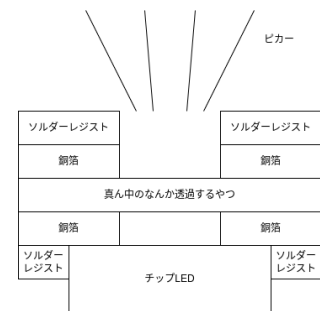 ピカー
ソルダーレジスト
ソルダーレジスト
銅箔
銅箔
真ん中のなんか透過するやつ
銅箔
銅箔
ソルダー
レジスト
ソルダー
レジスト
チップLED